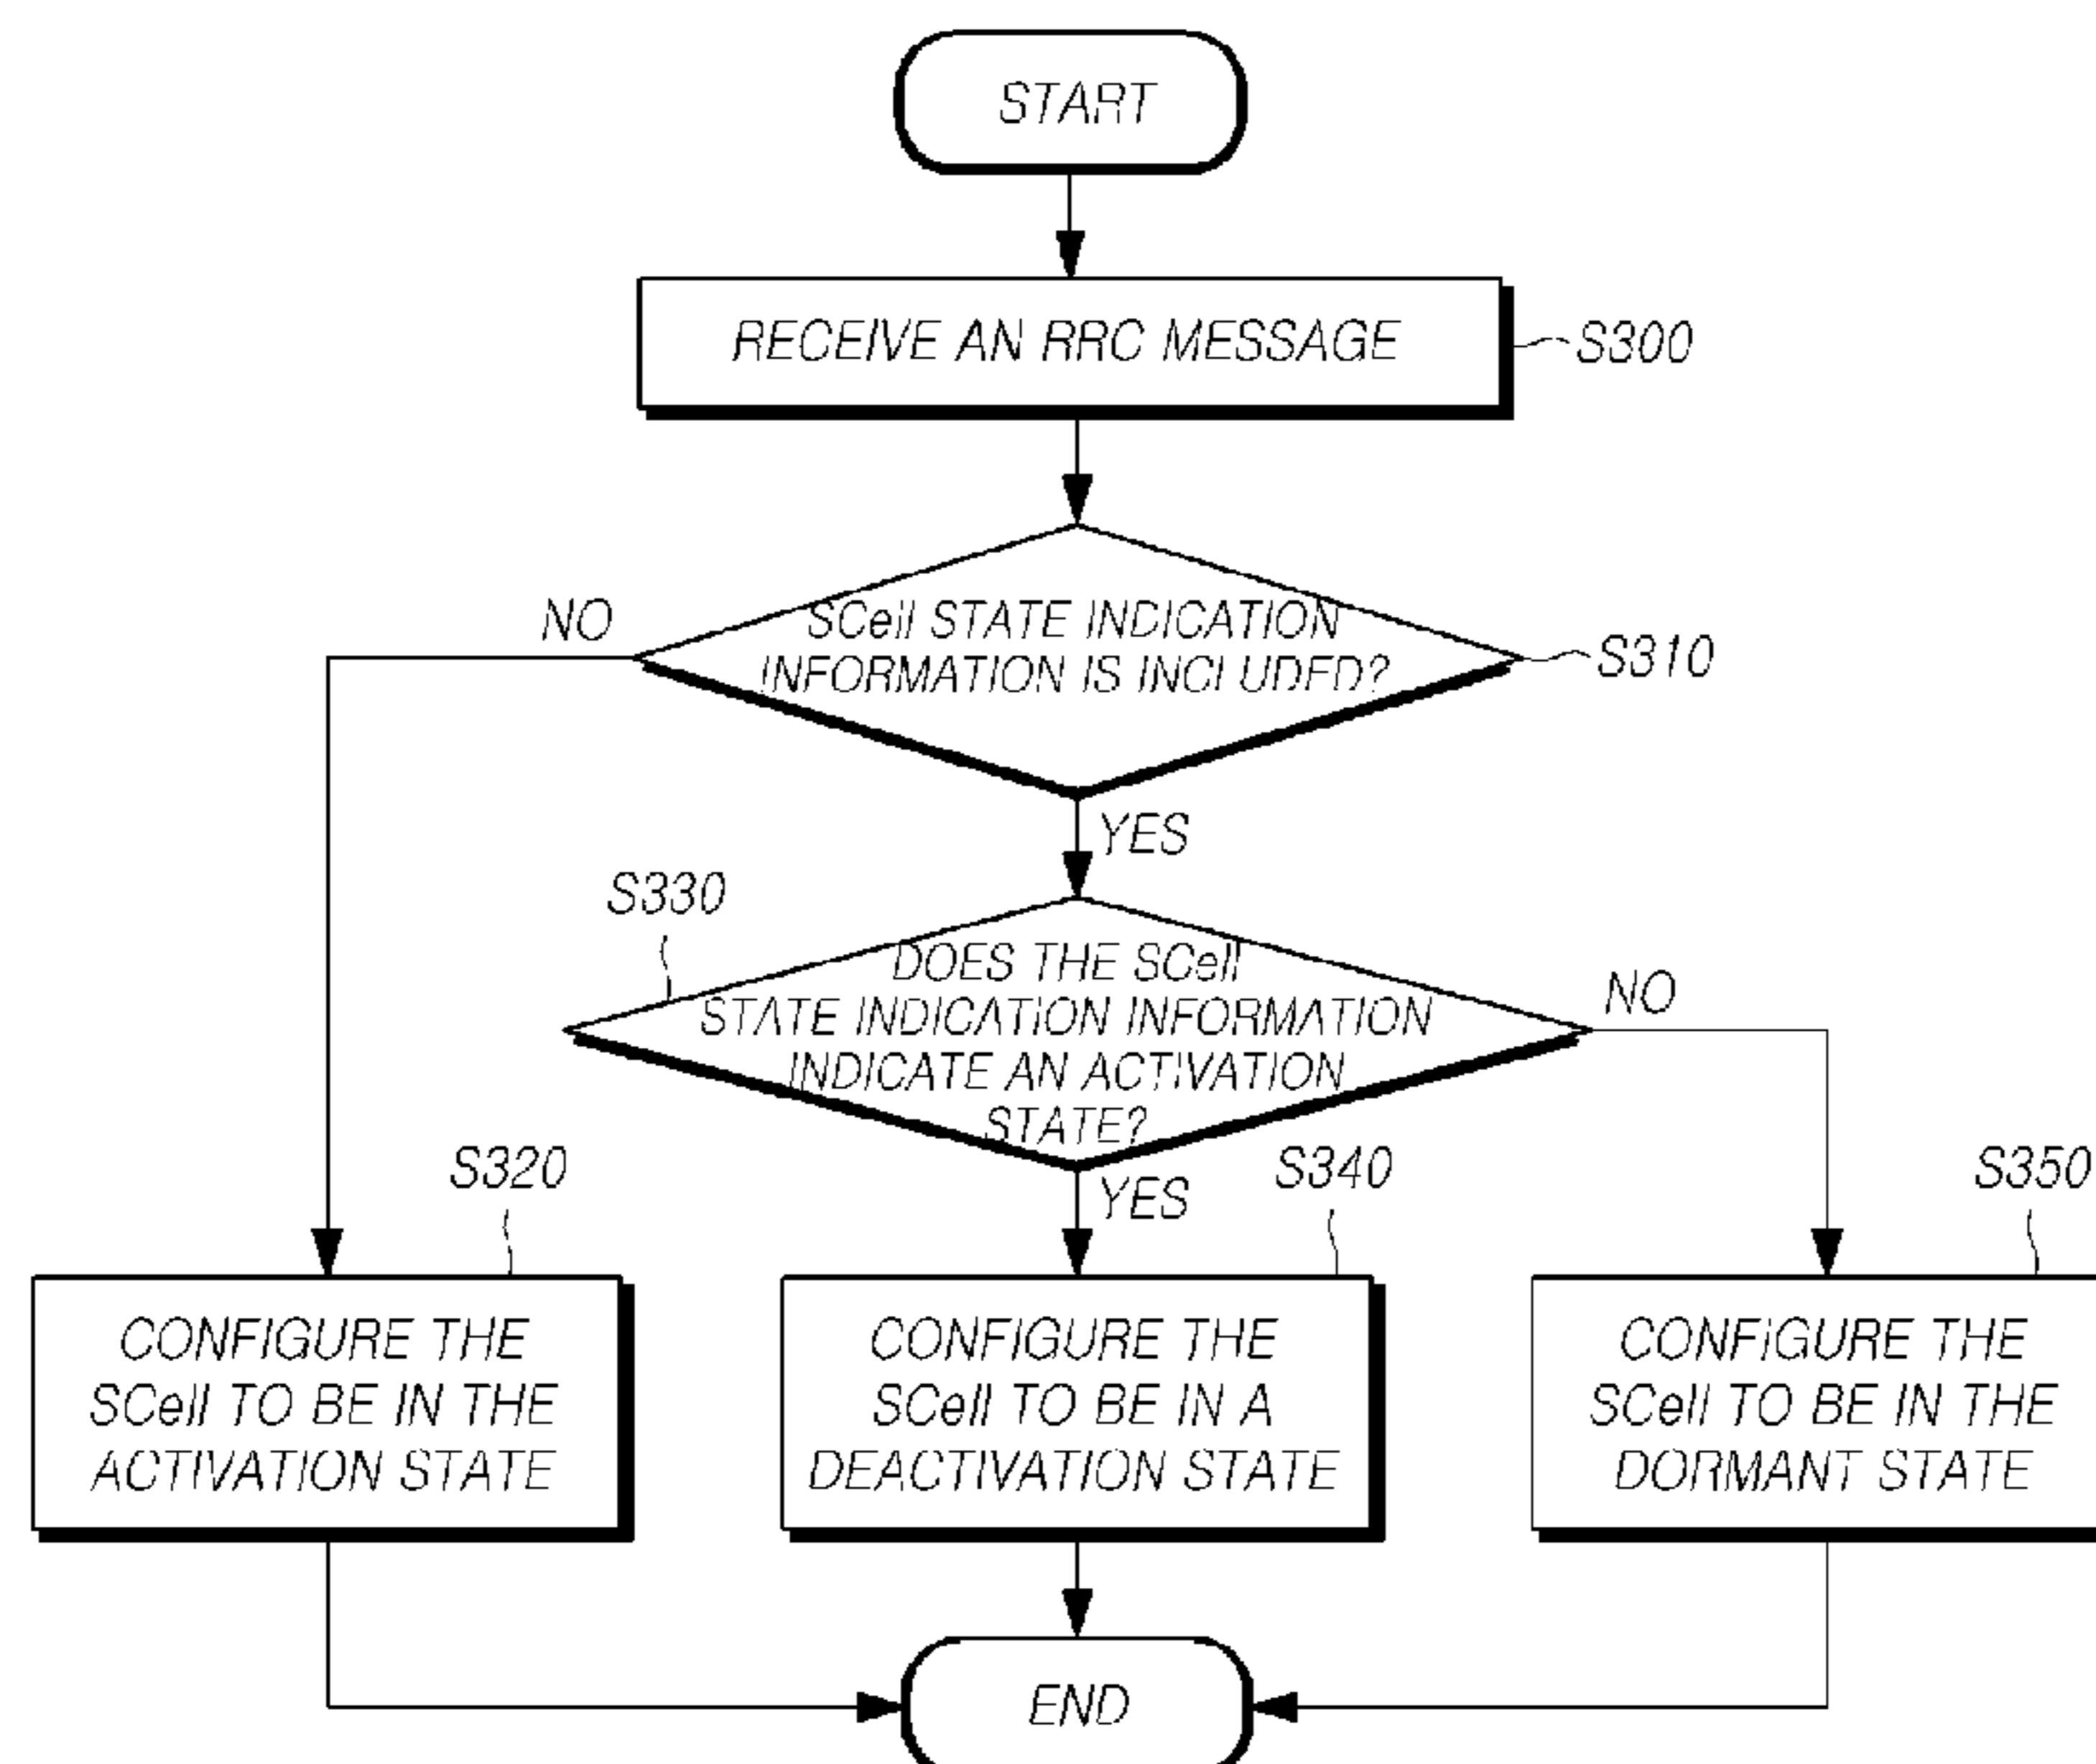 START
RECEIVE AN RRC MESSAGE
S300
NO
SCell STATE INDICATION
INFORMATION IS INCLUDED?
S310
YES
S330
DOES THE SCell
STATE INDICATION INFORMATION
INDICATE AN ACTIVATION
STATE?
NO
YES
S320
S340
S350
CONFIGURE THE
SCell TO BE IN THE
ACTIVATION STATE
CONFIGURE THE
SCell TO BE IN A
DEACTIVATION STATE
CONFIGURE THE
SCell TO BE IN THE
DORMANT STATE
END